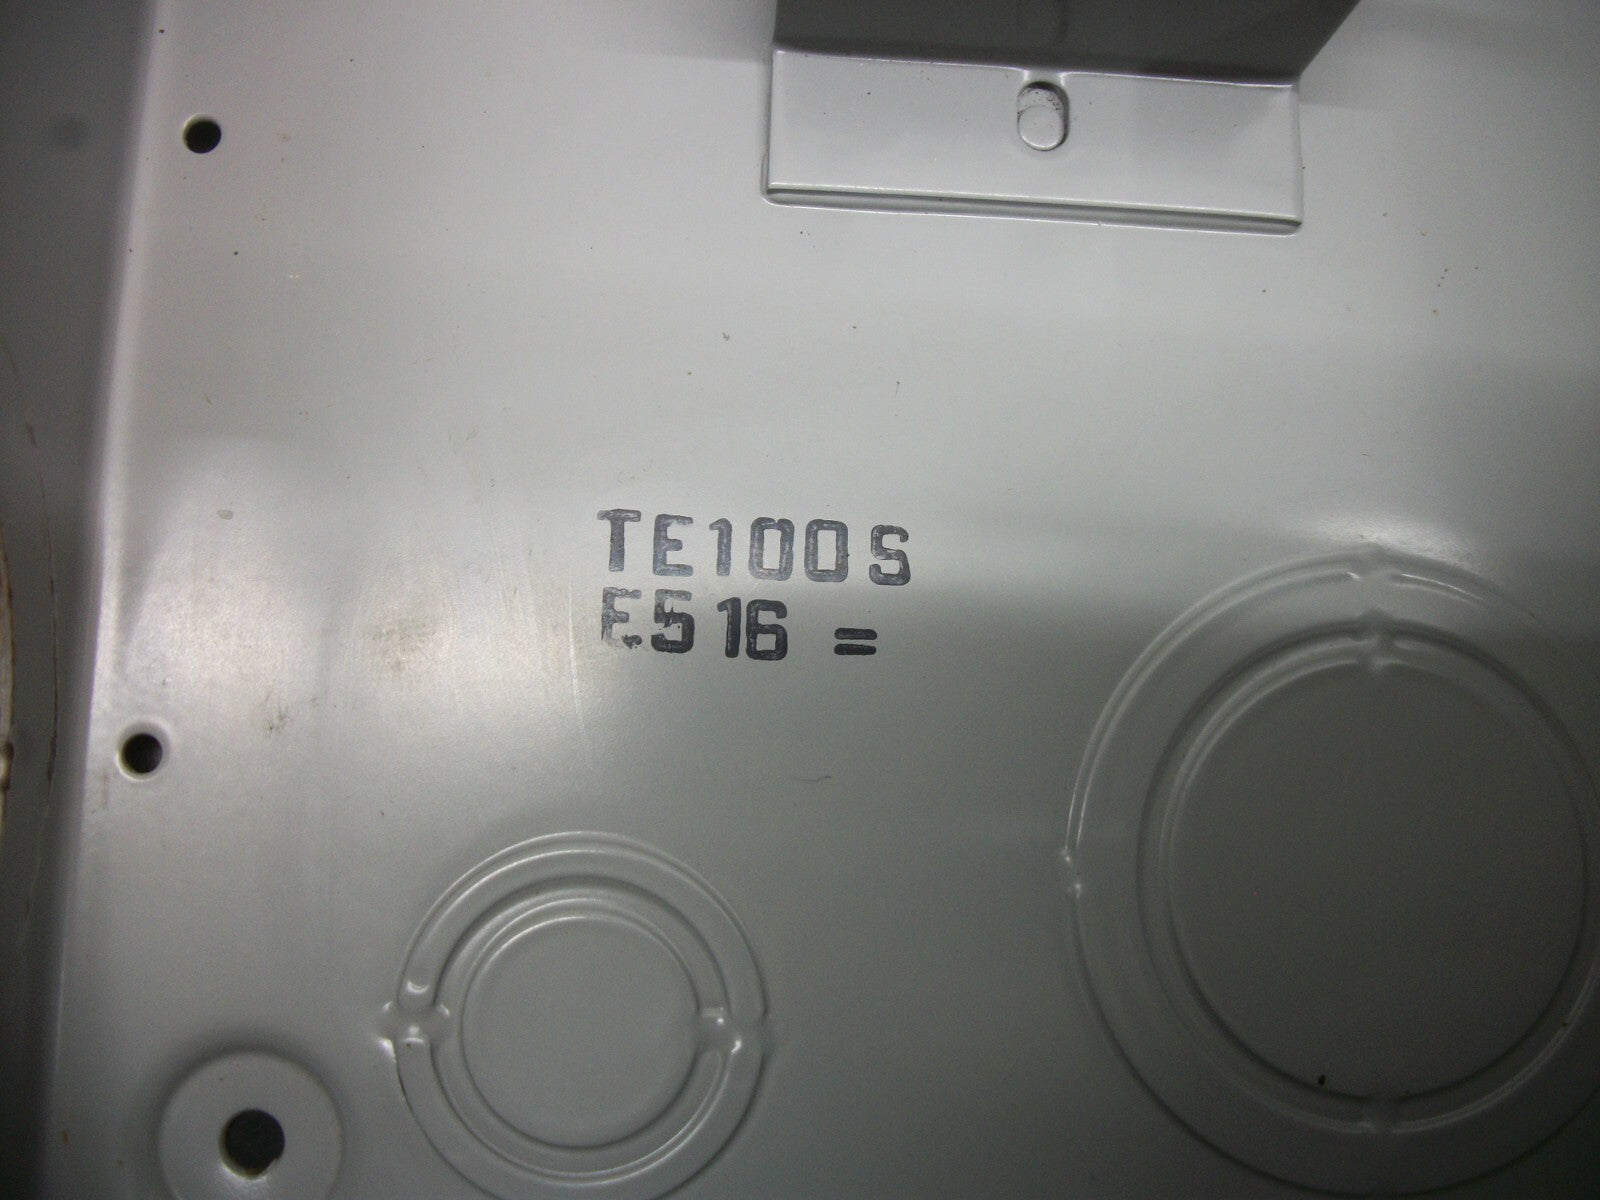 TE100S
E516 =